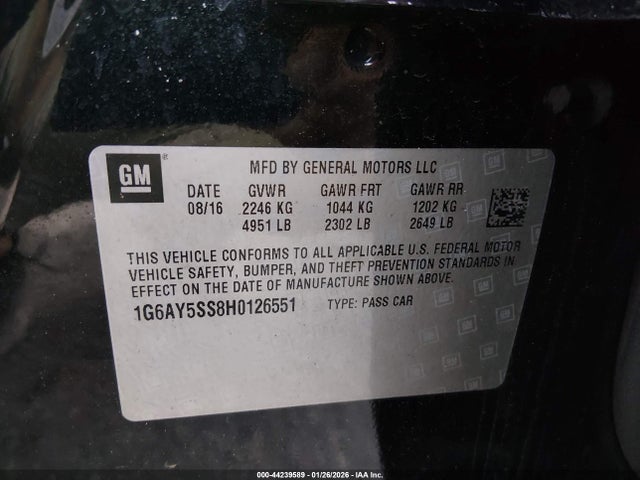 GM ®
MFD BY GENERAL MOTORS LLC
DATE GVWR GAWR FRT GAWR RR
08/16 2246 KG 1044 KG 1202 KG
4951 LB 2302 LB 2649 LB
THIS VEHICLE CONFORMS TO ALL APPLICABLE U.S. FEDERAL MOTOR
VEHICLE SAFETY, BUMPER, AND THEFT PREVENTION STANDARDS IN
EFFECT ON THE DATE OF MANUFACTURE SHOWN ABOVE.
1G6AY5SS8H0126551 TYPE: PASS CAR
000-44239589 | 01/26/2026 | IAA Inc.